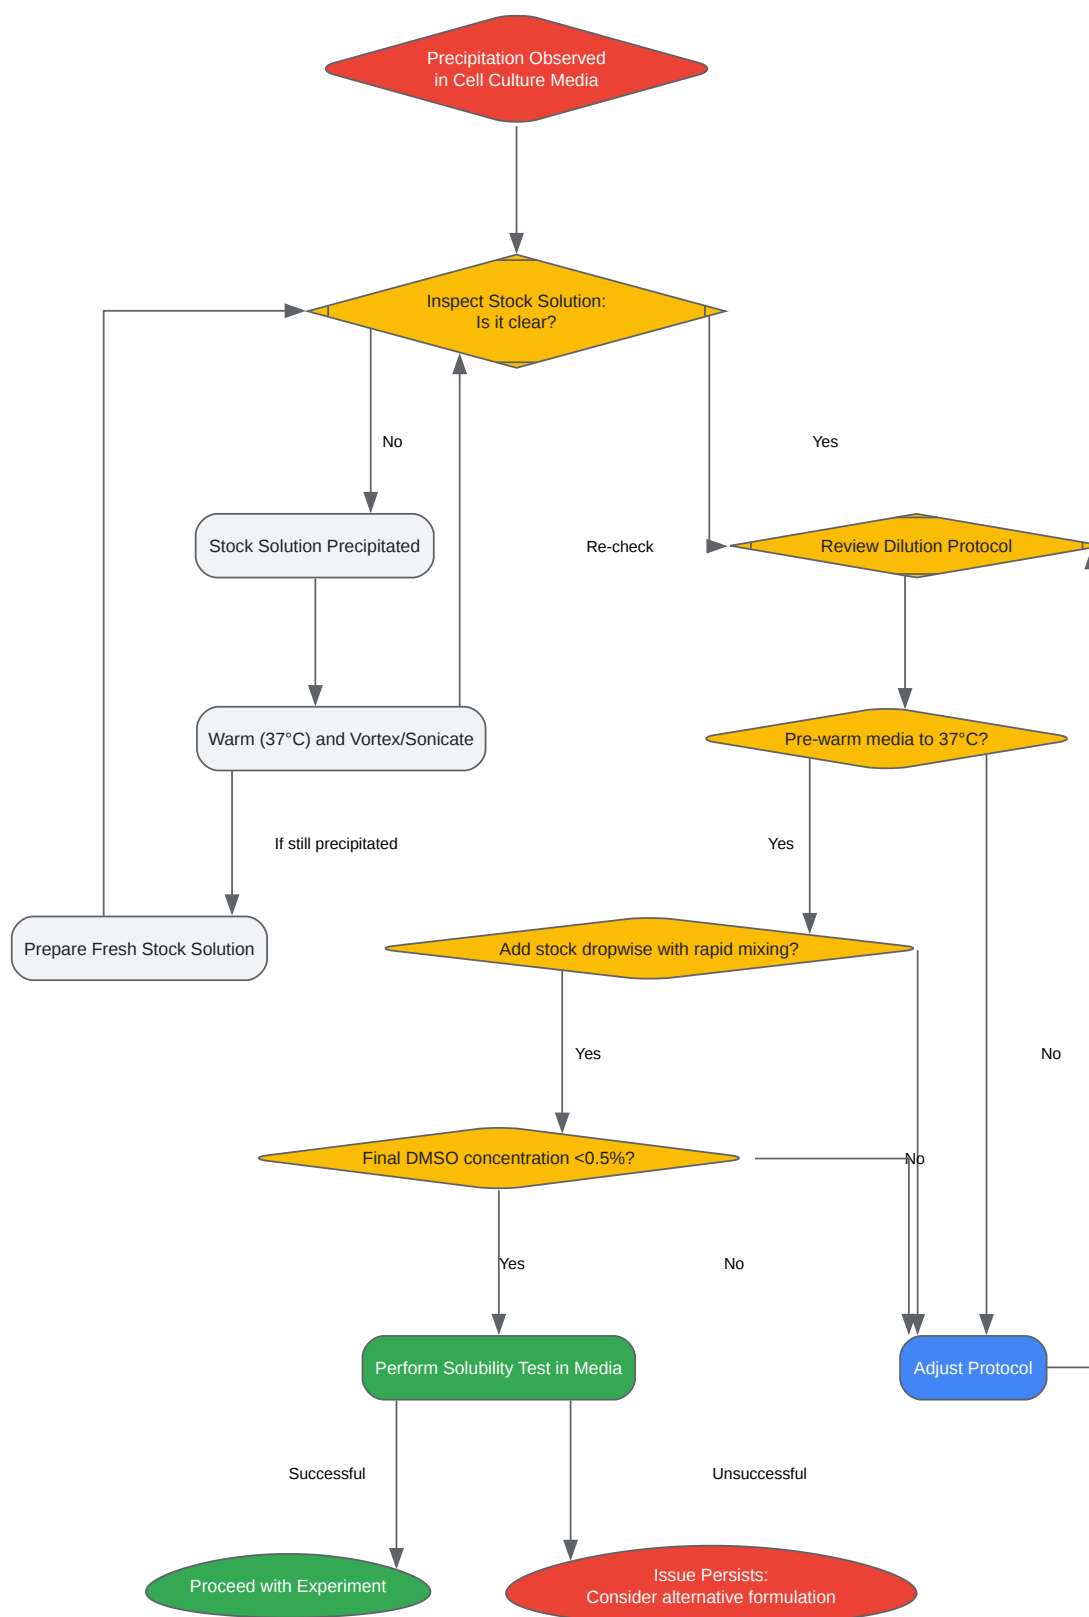 Precipitation Observed
in Cell Culture Media
Inspect Stock Solution:
Is it clear?
No
Yes
Stock Solution Precipitated
Re-check
Review Dilution Protocol
Warm (37°C) and Vortex/Sonicate
Pre-warm media to 37°C?
If still precipitated
Yes
Prepare Fresh Stock Solution
Add stock dropwise with rapid mixing?
Yes
No
Final DMSO concentration <0.5%?
No
Yes
No
Perform Solubility Test in Media
Adjust Protocol
Successful
Unsuccessful
Proceed with Experiment
Issue Persists:
Consider alternative formulation